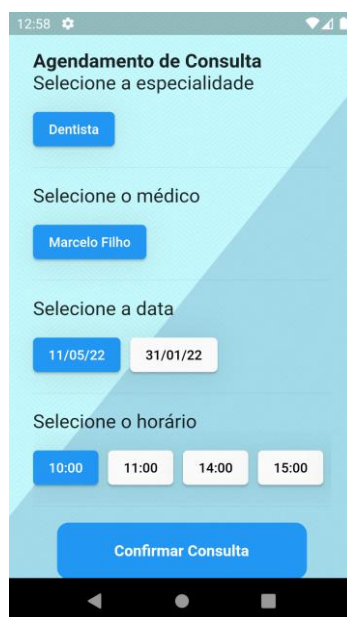 12:58
Agendamento de Consulta
Selecione a especialidade
Dentista
Selecione o médico
Marcelo Filho
Selecione a data
11/05/22 31/01/22
Selecione o horário
10:00 11:00 14:00 15:00
Confirmar Consulta